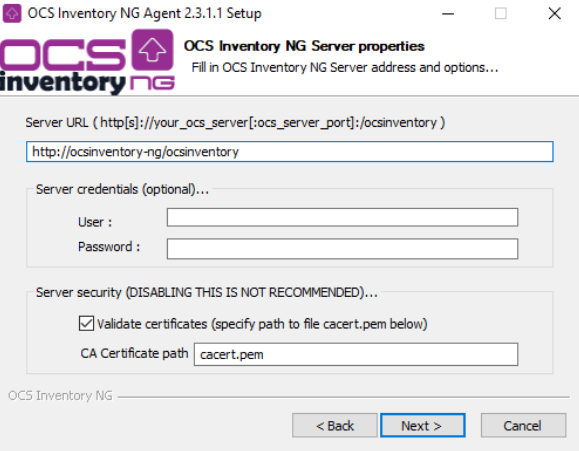 OCS Inventory NG Agent 2.3.1.1 Setup
OCS
inventory NG
OCS Inventory NG Server properties
Fill in OCS Inventory NG Server address and options...
Server URL ( http[s]://your_ocs_server[:ocs_server_port]:/ocsinventory )
http://ocsinventory-ng/ocsinventory
Server credentials (optional)...
User :
Password :
Server security (DISABLING THIS IS NOT RECOMMENDED)...
Validate certificates (specify path to file cacert.pem below)
CA Certificate path cacert.pem
OCS Inventory NG
< Back Next > Cancel